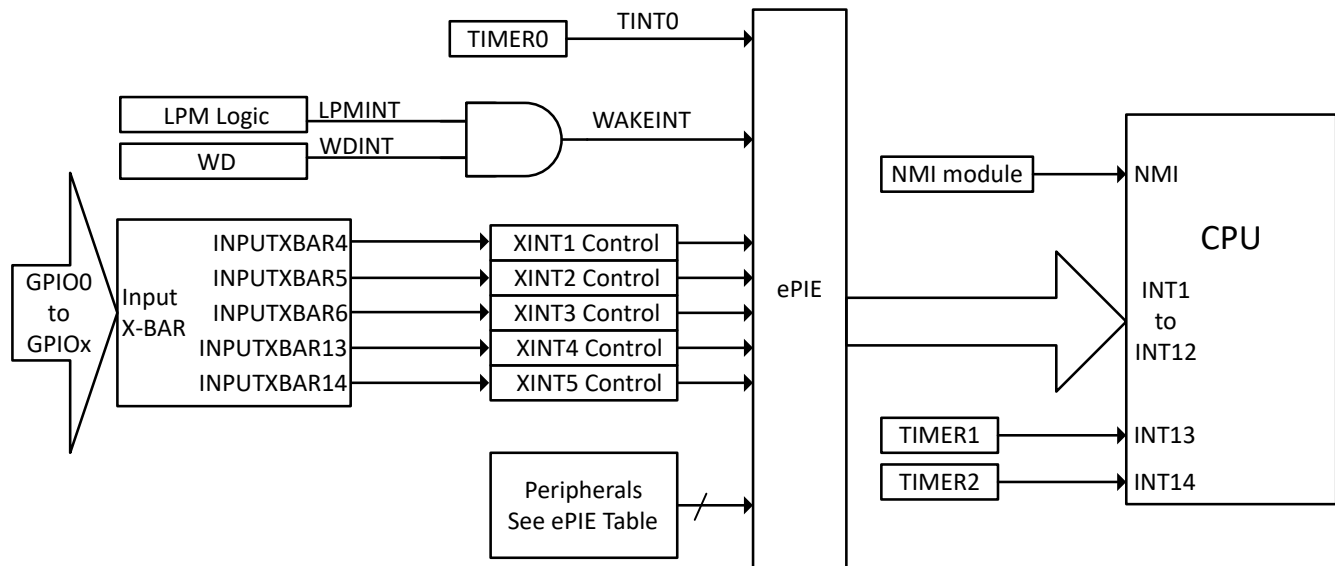 TIMER0
TINT0
LPM Logic
LPMINT
WD
WDINT
WAKEINT
GPIO0
to
GPIOx
Input
X-BAR
INPUTXBAR4
INPUTXBAR5
INPUTXBAR6
INPUTXBAR13
INPUTXBAR14
XINT1 Control
XINT2 Control
XINT3 Control
XINT4 Control
XINT5 Control
Peripherals
See ePIE Table
ePIE
NMI module
NMI
CPU
INT1
to
INT12
TIMER1
INT13
TIMER2
INT14